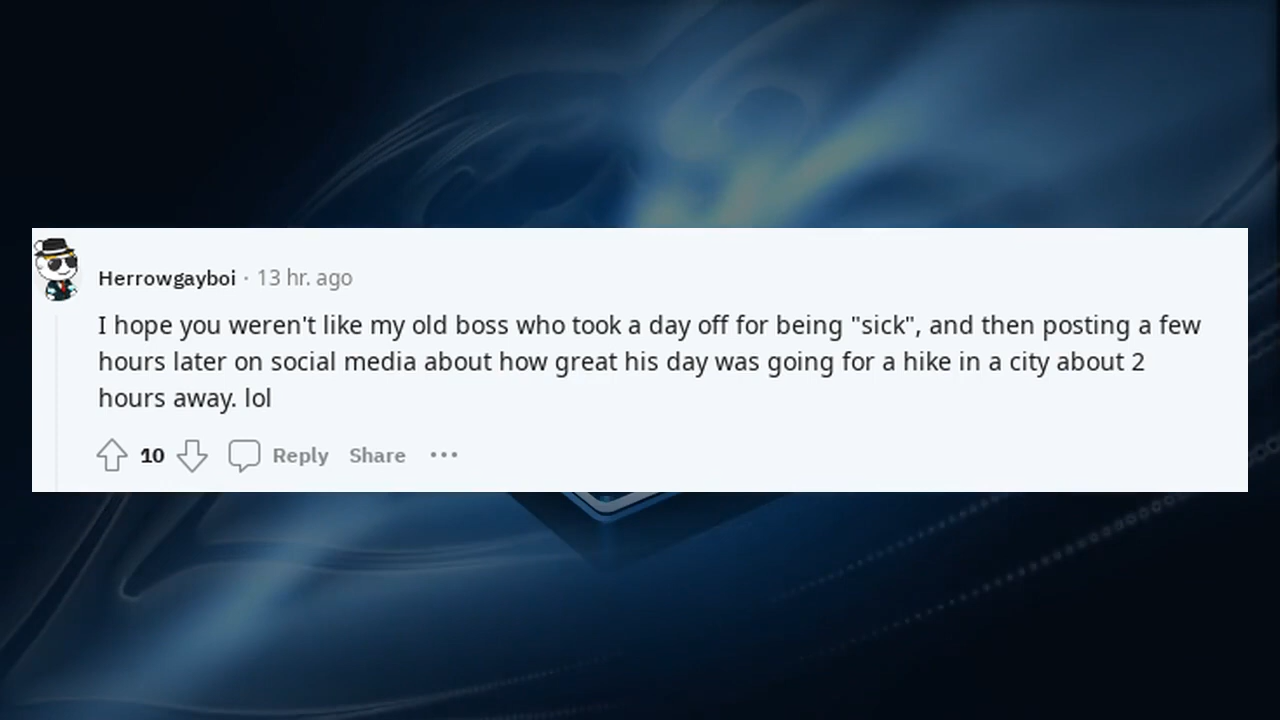 Herrowgayboi · 13 hr. ago
I hope you weren't like my old boss who took a day off for being "sick", and then posting a few
hours later on social media about how great his day was going for a hike in a city about 2
hours away. lol
10 Reply Share ···